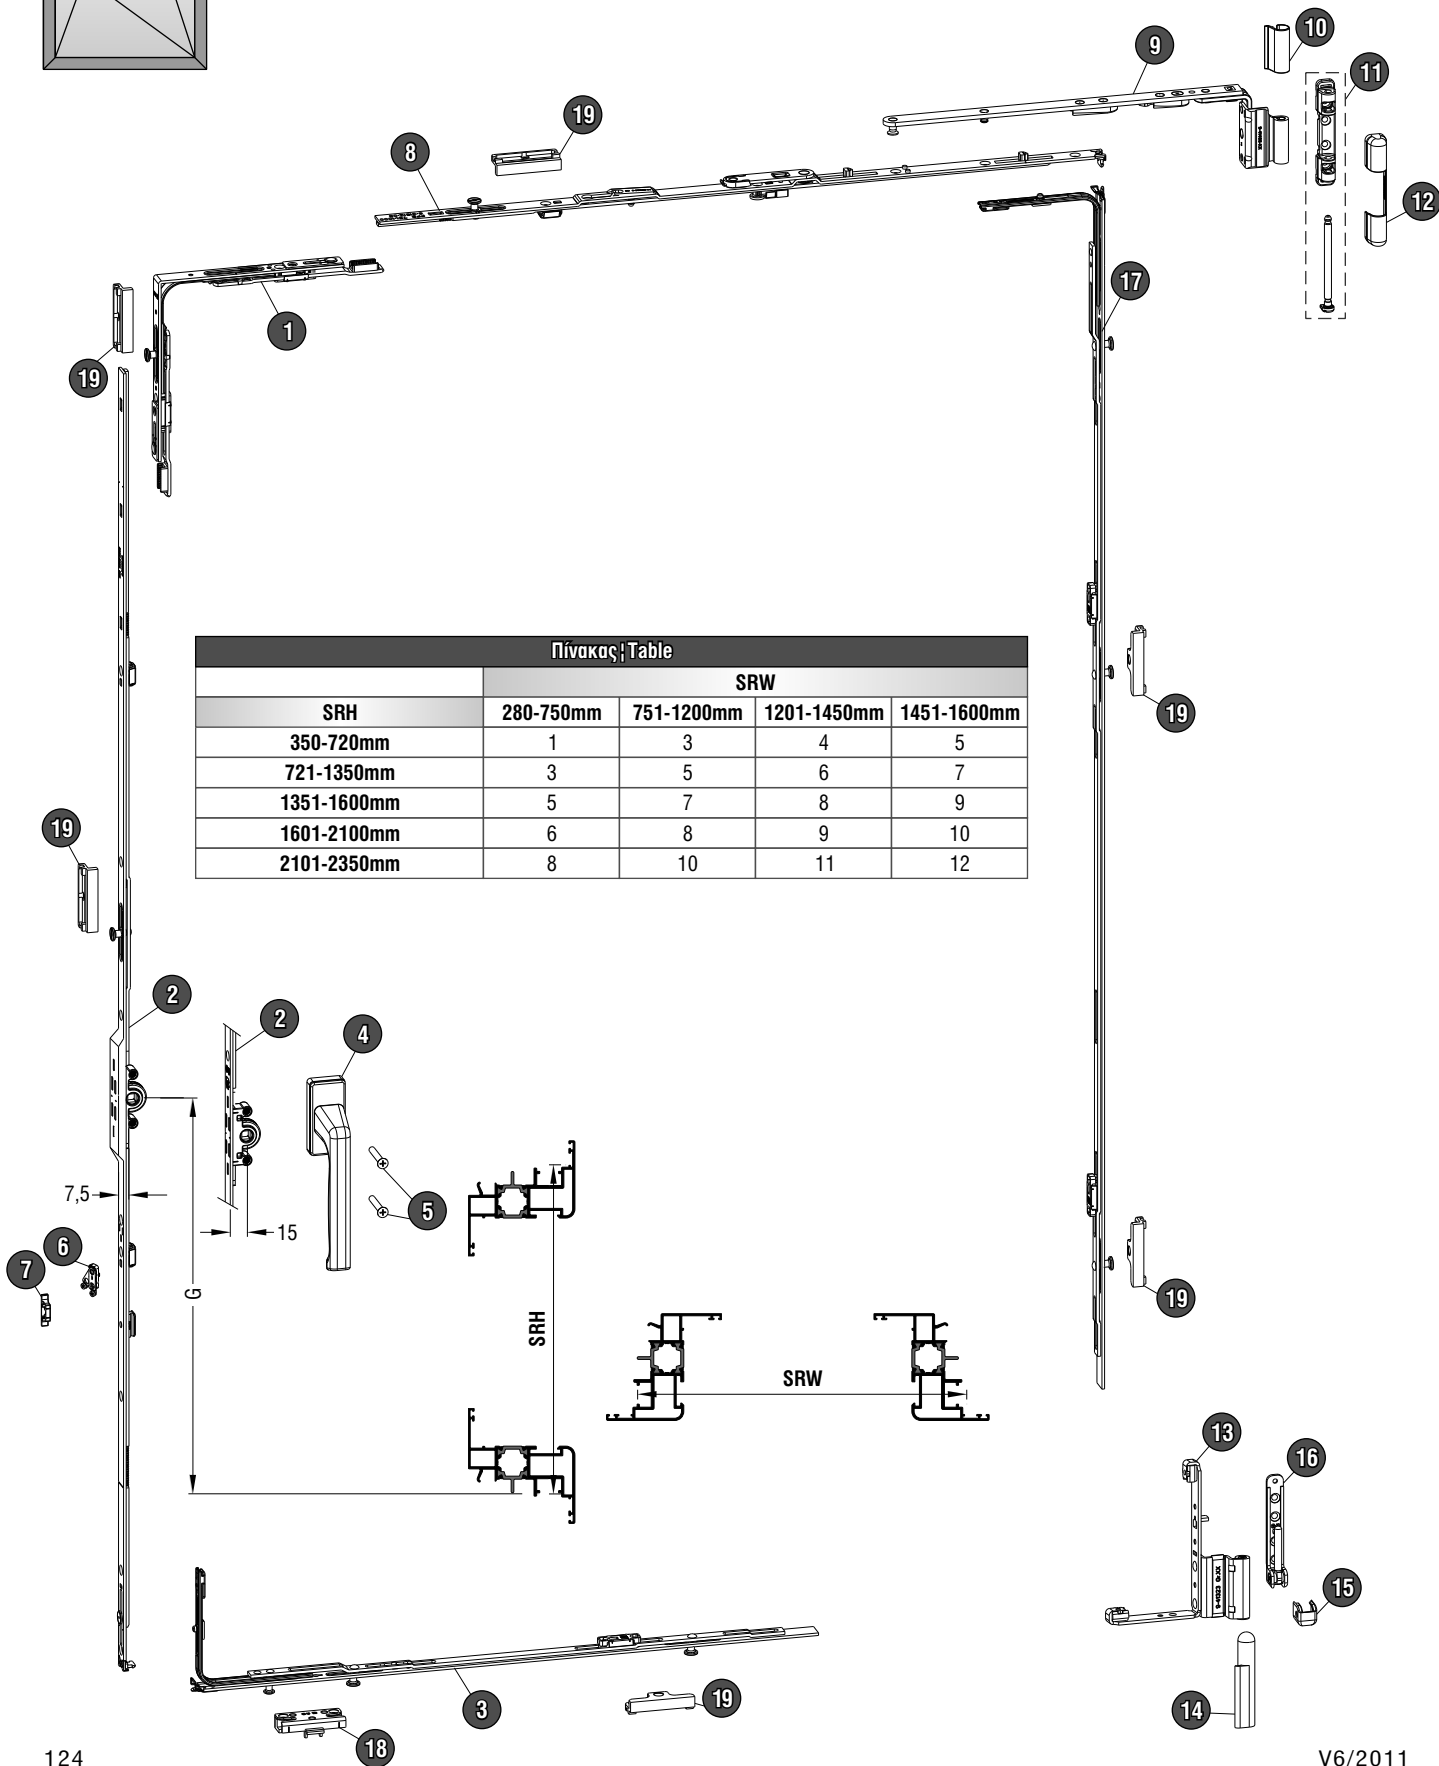 10
9
11
19
8
12
17
1
19
Πίνακας¦Table
SRW
SRH 280-750mm 751-1200mm 1201-1450mm 1451-1600mm
350-720mm 1 3 4 5
721-1350mm 3 5 6 7
1351-1600mm 5 7 8 9
1601-2100mm 6 8 9 10
2101-2350mm 8 10 11 12
19
19
2
2
4
7,5
15
5
6
7
G
SRH
19
SRW
13
16
15
3
19
14
18
124
V6/2011